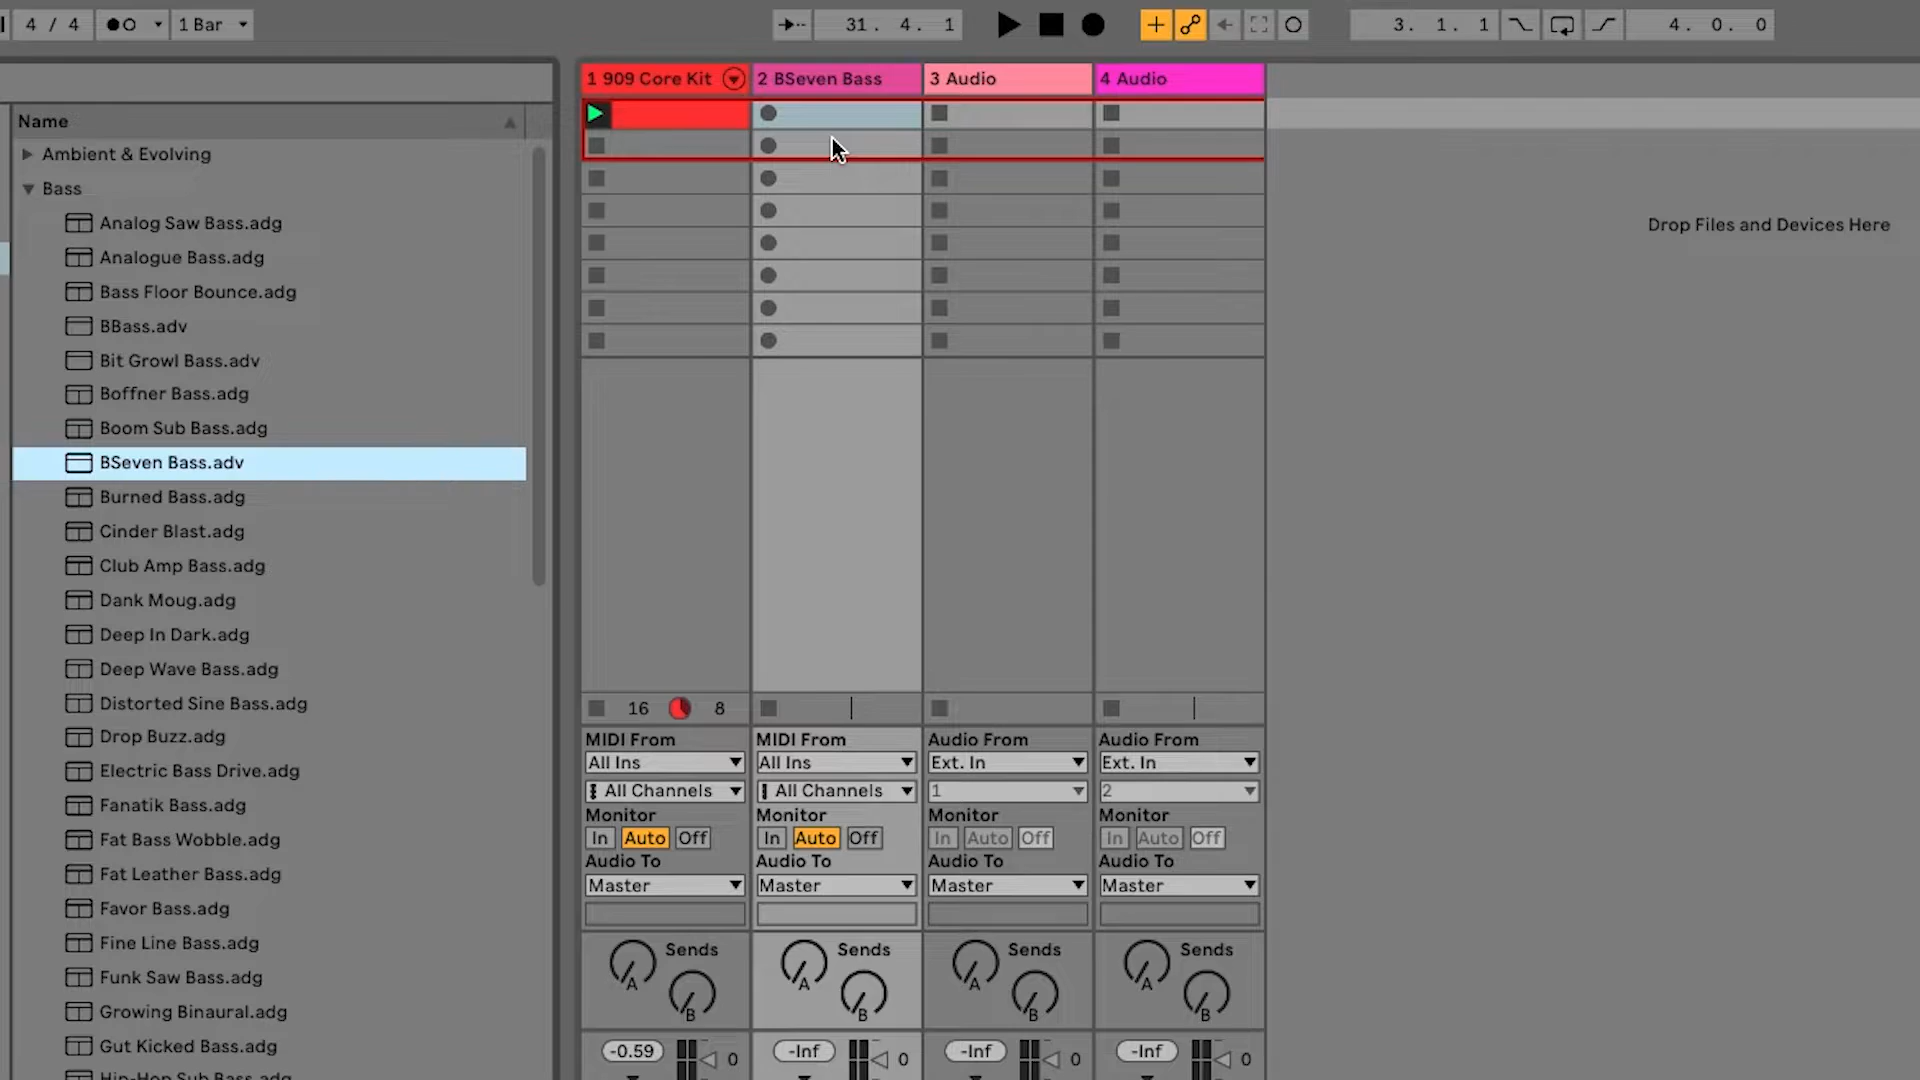 4 / 4
1 Bar
31. 4. 1
3. 1. 1
4. 0. 0
Name
Ambient & Evolving
Bass
Analog Saw Bass.adg
Analogue Bass.adg
Bass Floor Bounce.adg
BBass.adv
Bit Growl Bass.adv
Boffner Bass.adg
Boom Sub Bass.adg
BSeven Bass.adv
Burned Bass.adg
Cinder Blast.adg
Club Amp Bass.adg
Dank Moug.adg
Deep In Dark.adg
Deep Wave Bass.adg
Distorted Sine Bass.adg
Drop Buzz.adg
Electric Bass Drive.adg
Fanatik Bass.adg
Fat Bass Wobble.adg
Fat Leather Bass.adg
Favor Bass.adg
Fine Line Bass.adg
Funk Saw Bass.adg
Growing Binaural.adg
Gut Kicked Bass.adg
Hip-Hop Sub Bass.adg
1 909 Core Kit
2 BSeven Bass
3 Audio
4 Audio
Drop Files and Devices Here
16 8
MIDI From
MIDI From
Audio From
Audio From
All Ins
All Ins
Ext. In
Ext. In
All Channels
All Channels
1
2
Monitor
Monitor
Monitor
Monitor
In Auto Off
In Auto Off
In Auto Off
In Auto Off
Audio To
Audio To
Audio To
Audio To
Master
Master
Master
Master
Sends
Sends
Sends
Sends
A
A
A
A
B
B
B
B
-0.59 0
-Inf 0
-Inf 0
-Inf 0